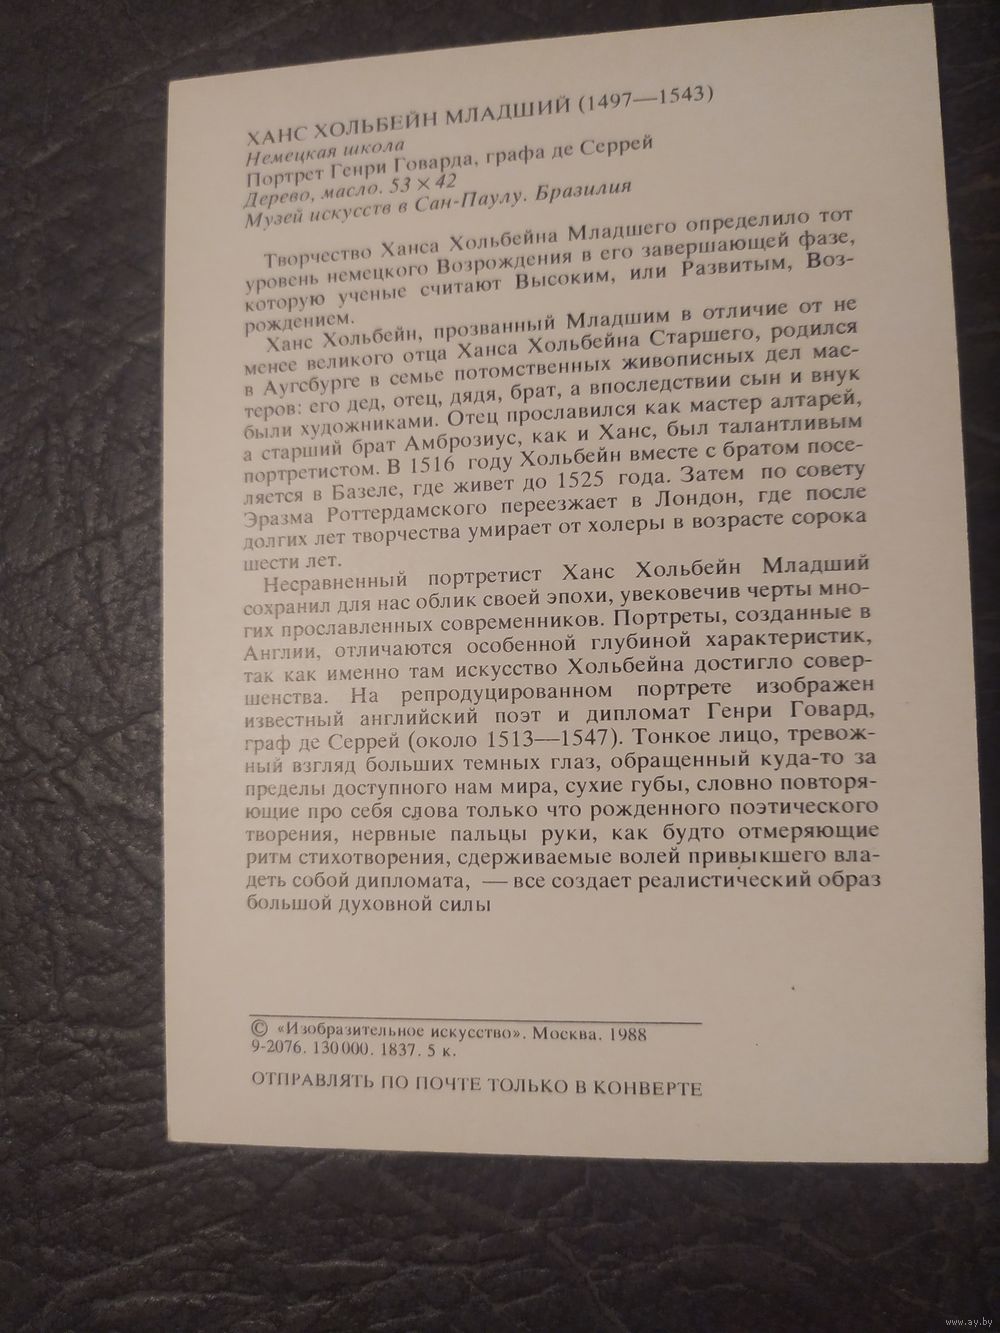 ХАНС ХОЛЬБЕЙН МЛАДШИЙ (1497—1543)
Немецкая школа
Портрет Генри Говарда, графа де Серрей
Дерево, масло. 53 × 42
Музей искусств в Сан-Паулу. Бразилия
Творчество Ханса Хольбейна Младшего определило тот
уровень немецкого Возрождения в его завершающей фазе,
которую ученые считают Высоким, или Развитым, Воз-
рождением.
Ханс Хольбейн, прозванный Младшим в отличие от не
менее великого отца Ханса Хольбейна Старшего, родился
в Аугсбурге в семье потомственных живописных дел мас-
теров: его дед, отец, дядя, брат, а впоследствии сын и внук
были художниками. Отец прославился как мастер алтарей,
а старший брат Амброзиус, как и Ханс, был талантливым
портретистом. В 1516 году Хольбейн вместе с братом посе-
ляется в Базеле, где живет до 1525 года. Затем по совету
Эразма Роттердамского переезжает в Лондон, где после
долгих лет творчества умирает от холеры в возрасте сорока
шести лет.
Несравненный портретист Ханс Хольбейн Младший
сохранил для нас облик своей эпохи, увековечив черты мно-
гих прославленных современников. Портреты, созданные в
Англии, отличаются особенной глубиной характеристик,
так как именно там искусство Хольбейна достигло совер-
шенства. На репродуцированном портрете изображен
известный английский поэт и дипломат Генри Говард,
граф де Серрей (около 1513—1547). Тонкое лицо, тревож-
ный взгляд больших темных глаз, обращенный куда-то за
пределы доступного нам мира, сухие губы, словно повторя-
ющие про себя слова только что рожденного поэтического
творения, нервные пальцы руки, как будто отмеряющие
ритм стихотворения, сдерживаемые волей привыкшего вла-
деть собой дипломата, — все создает реалистический образ
большой духовной силы
© «Изобразительное искусство». Москва. 1988
9-2076. 130 000. 1837. 5 к.
ОТПРАВЛЯТЬ ПО ПОЧТЕ ТОЛЬКО В КОНВЕРТЕ
www.ay.by